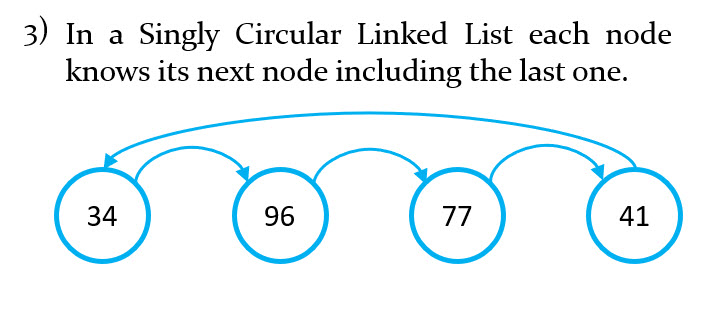 3) In a Singly Circular Linked List each node
knows its next node including the last one.
34 96 77 41